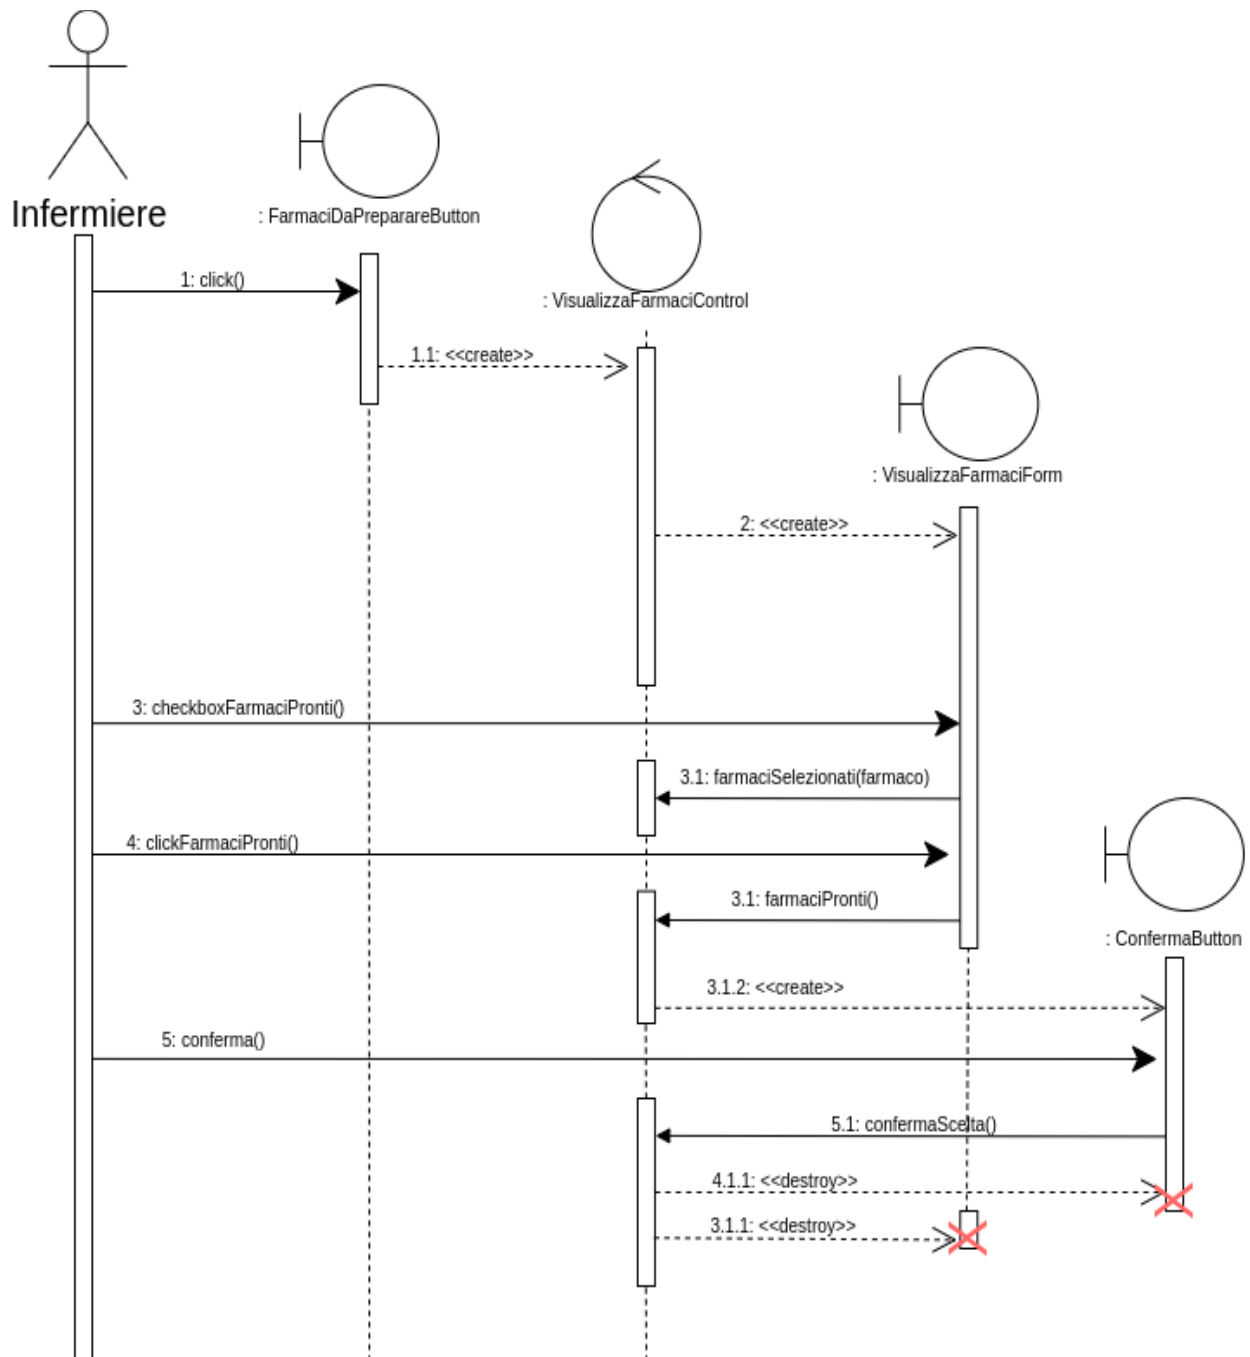 Infermiere
: FarmaciDaPreparareButton
1: click()
: VisualizzaFarmaciControl
1.1: <<create>>
: VisualizzaFarmaciForm
2: <<create>>
3: checkboxFarmaciPronti()
3.1: farmaciSelezionati(farmaco)
4: clickFarmaciPronti()
3.1: farmaciPronti()
: ConfermaButton
3.1.2: <<create>>
5: conferma()
5.1: confermaScelta()
4.1.1: <<destroy>>
3.1.1: <<destroy>>